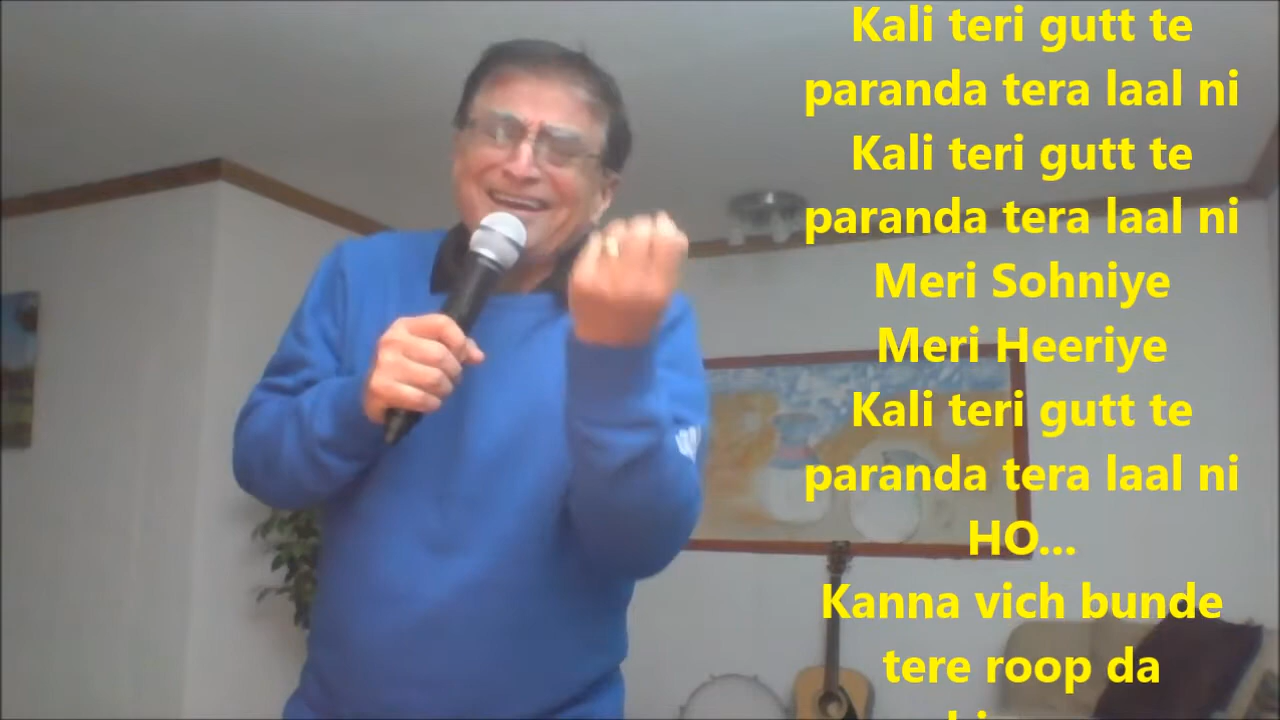 Kali teri gutt te
paranda tera laal ni
Kali teri gutt te
paranda tera laal ni
Meri Sohniye
Meri Heeriye
Kali teri gutt te
paranda tera laal ni
HO...
Kanna vich bunde
tere roop da